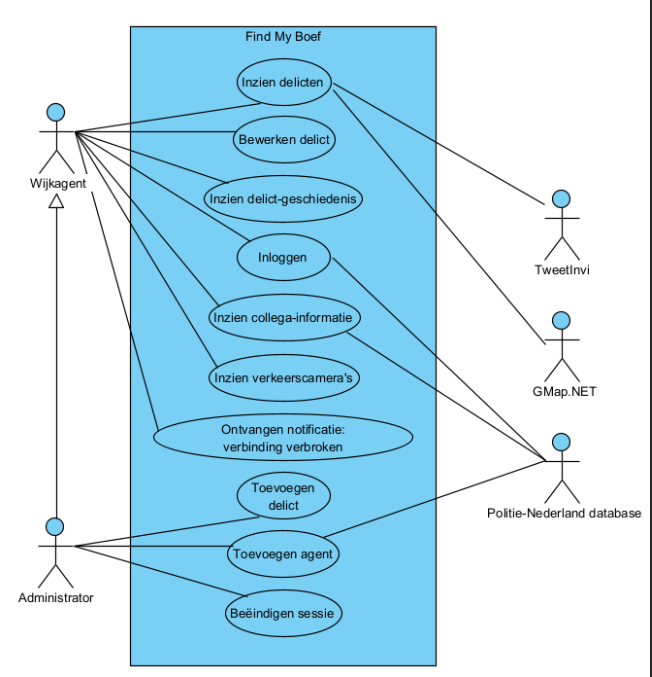 Find My Boef
Inzien delicten
Bewerken delict
Wijkagent
Inzien delict-geschiedenis
Inloggen
TweetInvi
Inzien collega-informatie
Inzien verkeerscamera's
GMap.NET
Ontvangen notificatie:
verbinding verbroken
Toevoegen
delict
Politie-Nederland database
Toevoegen agent
Administrator
Beëindigen sessie